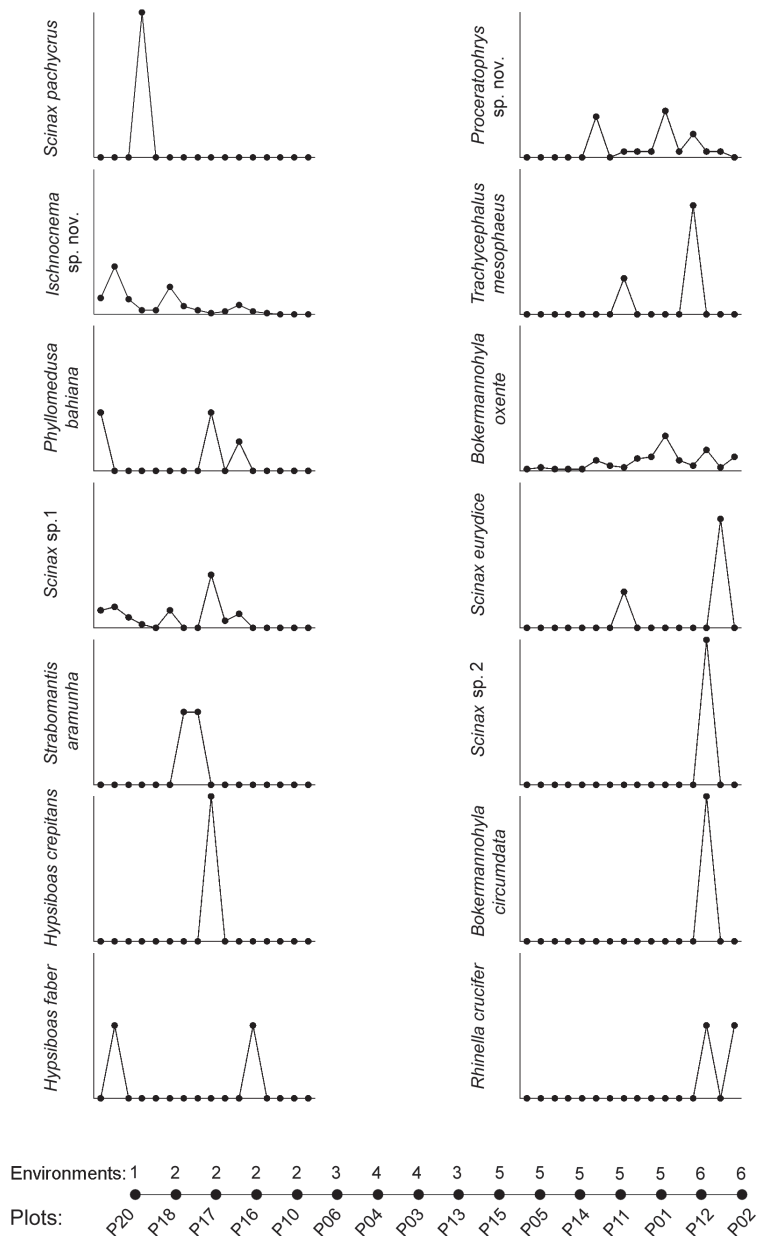 Scinax pachycrus
Ischnocnema
sp. nov.
Phyllomedusa
bahiana
Scinax sp.1
Strabomantis
aramunha
Hypsiboas crepitans
Hypsiboas faber
Proceratophrys
sp. nov.
Trachycephalus
mesophaeus
Bokermannohyla
oxente
Scinax eurydice
Scinax sp. 2
Bokermannohyla
circumdata
Rhinella crucifer
Environments: 1 2 2 2 2 3 4 4 3 5 5 5 5 5 6 6
Plots: P20 P18 P17 P16 P10 P06 P04 P03 P13 P15 P05 P14 P11 P01 P12 P02